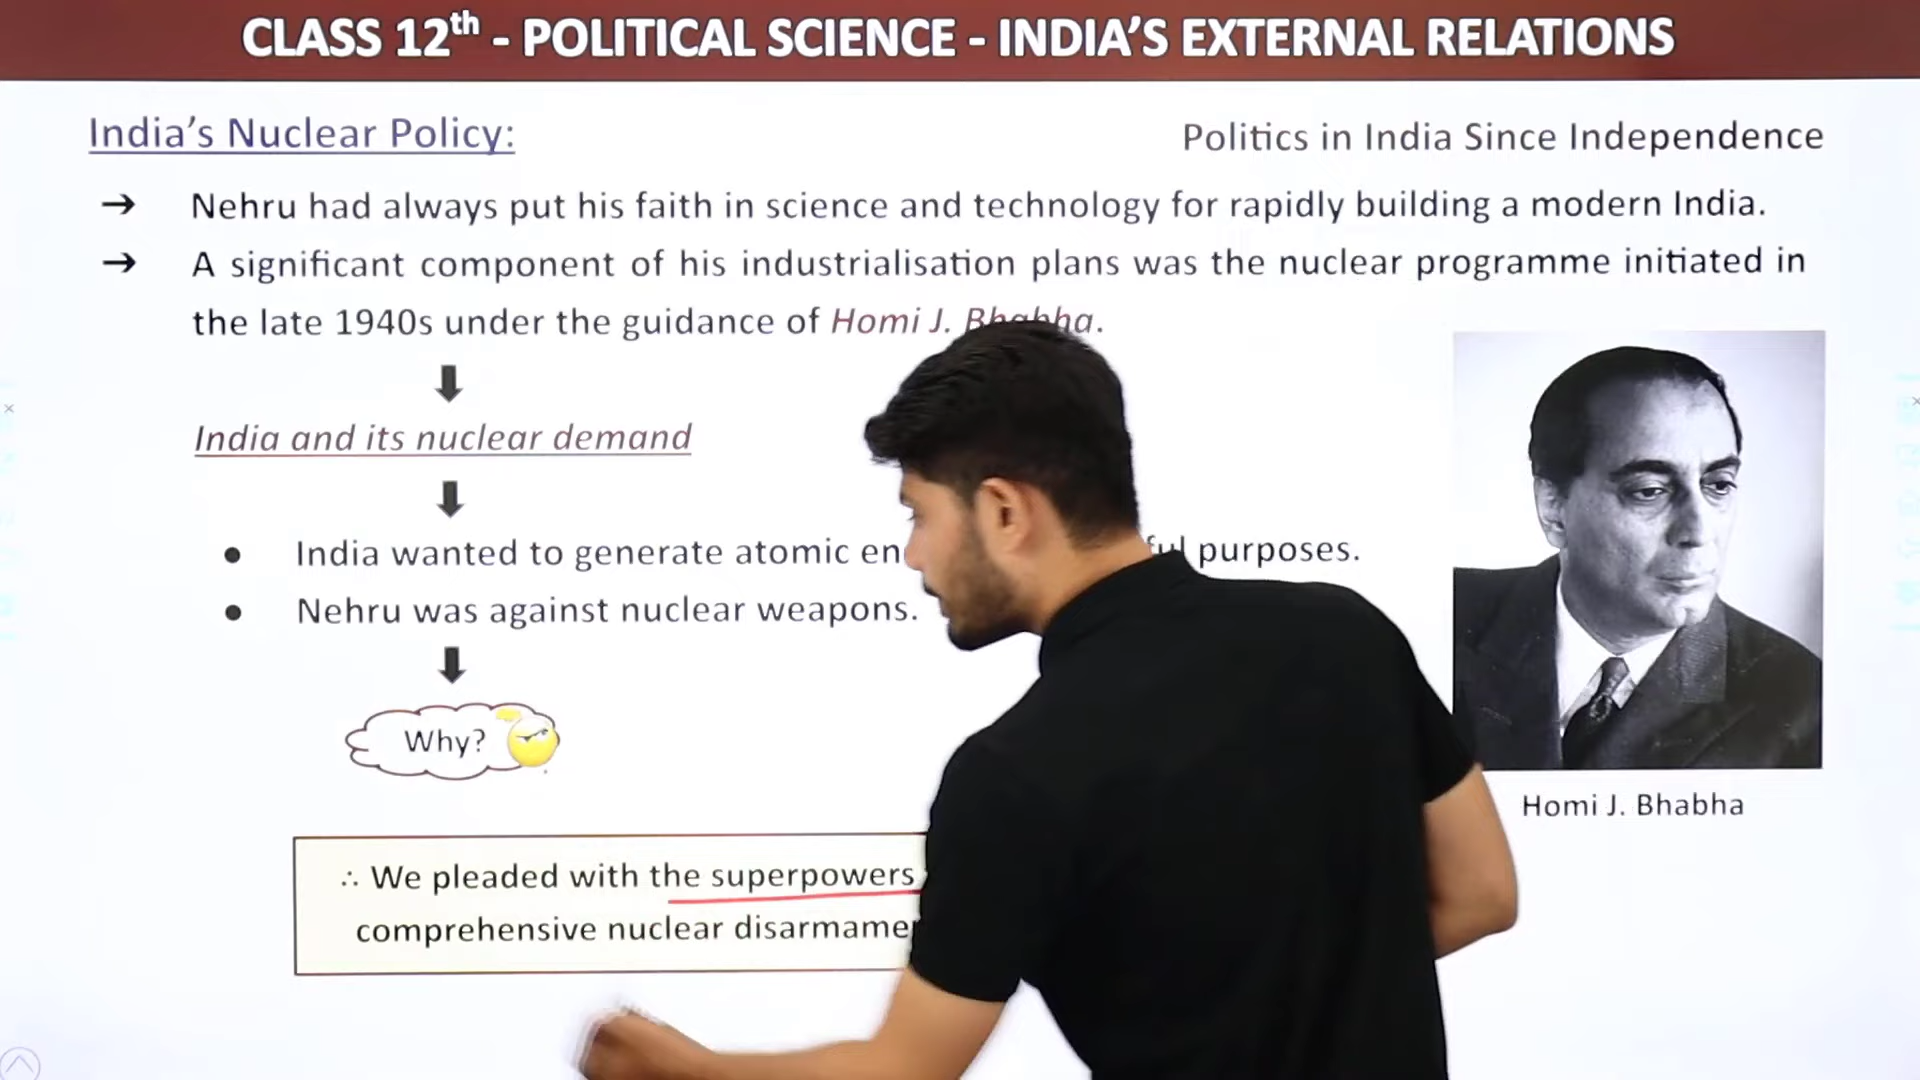 CLASS 12th - POLITICAL SCIENCE - INDIA'S EXTERNAL RELATIONS
India's Nuclear Policy:
Politics in India Since Independence
→ Nehru had always put his faith in science and technology for rapidly building a modern India.
→ A significant component of his industrialisation plans was the nuclear programme initiated in
the late 1940s under the guidance of Homi J. Bhabha.
India and its nuclear demand
• India wanted to generate atomic purposes.
• Nehru was against nuclear weapons.
Why?
Homi J. Bhabha
∴ We pleaded with the superpowers
comprehensive nuclear